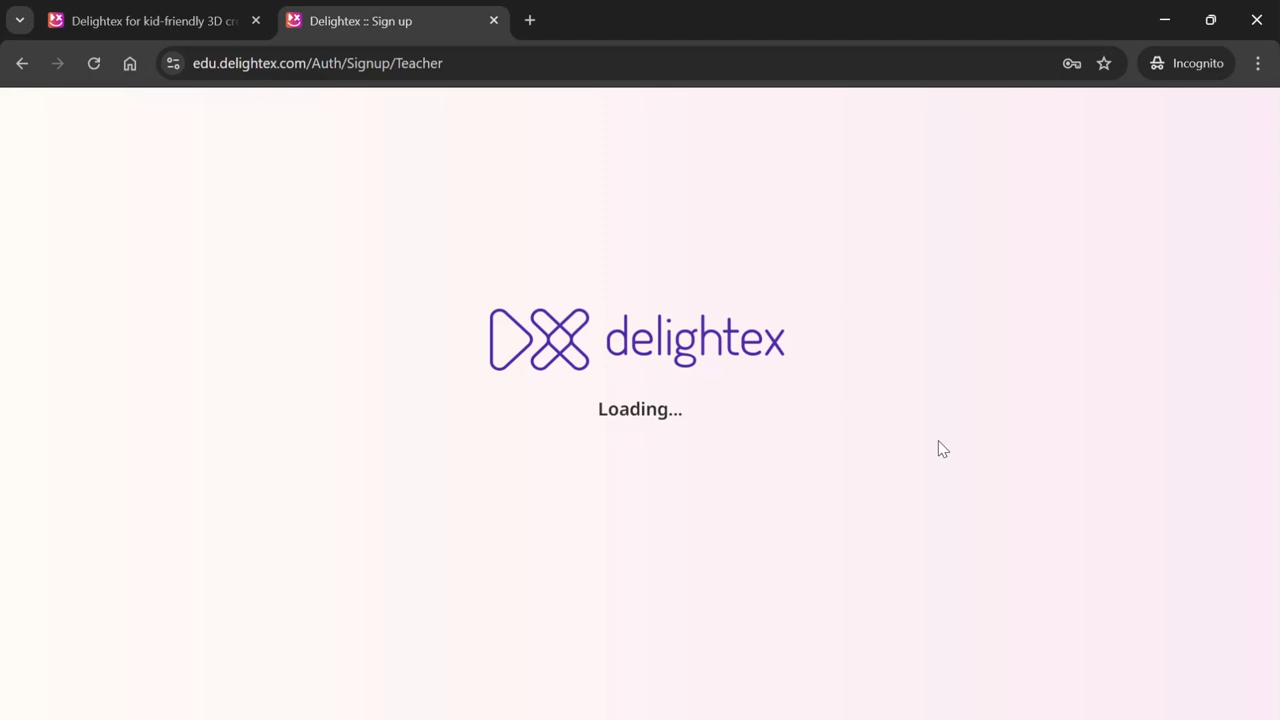 Delightex for kid-friendly 3D cr
Delightex :: Sign up
edu.delightex.com/Auth/Signup/Teacher
Incognito
delightex
Loading...